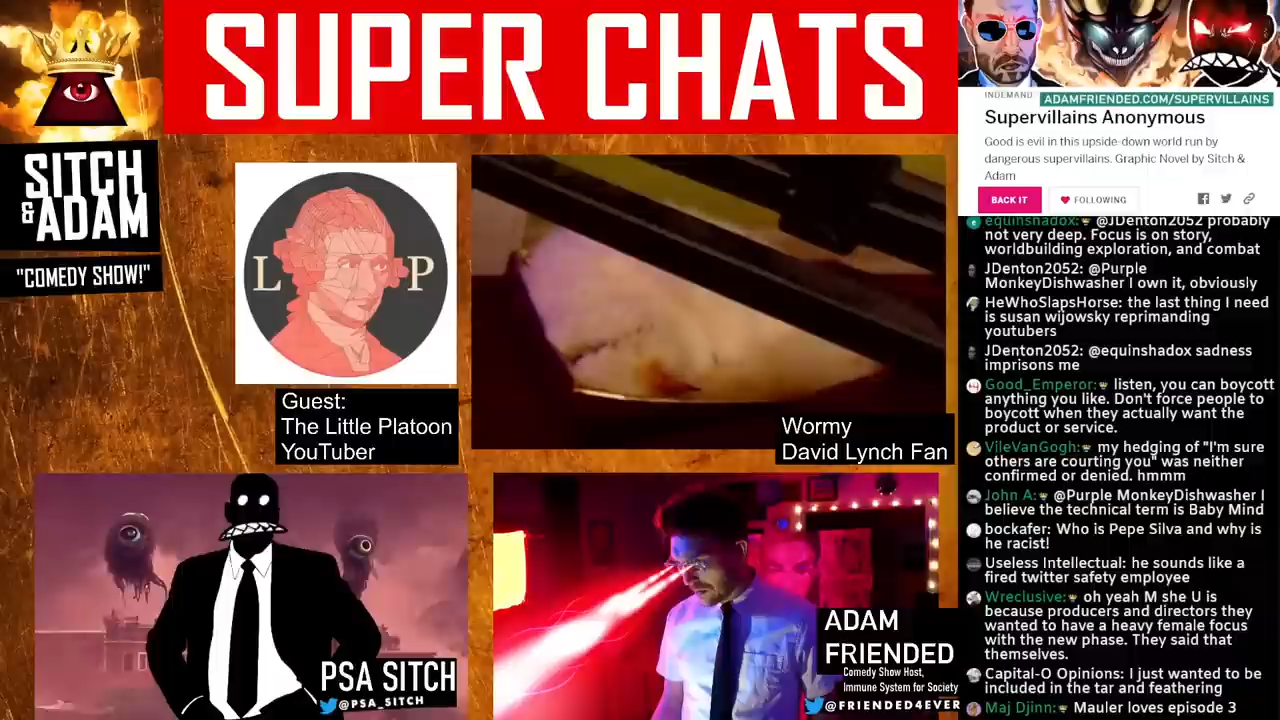 SUPER CHATS
SITCH
& ADAM
"COMEDY SHOW!"
L P
Guest:
The Little Platoon
YouTuber
Wormy
David Lynch Fan
PSA SITCH
@PSA_SITCH
ADAM
FRIENDED
Comedy Show Host,
Immune System for Society
@FRIENDED4EVER
INDEMAND
ADAMFRIENDED.COM/SUPERVILLAINS
Supervillains Anonymous
Good is evil in this upside-down world run by
dangerous supervillains. Graphic Novel by Sitch &
Adam
BACK IT
FOLLOWING
equinshadox: @JDenton2052 probably
not very deep. Focus is on story,
worldbuilding exploration, and combat
JDenton2052: @Purple
MonkeyDishwasher I own it, obviously
HeWhoSlapsHorse: the last thing I need
is susan wijowsky reprimanding
youtubers
JDenton2052: @equinshadox sadness
imprisons me
Good_Emperor: listen, you can boycott
anything you like. Don't force people to
boycott when they actually want the
product or service.
VileVanGogh: my hedging of "I'm sure
others are courting you" was neither
confirmed or denied. hmmm
John A: @Purple MonkeyDishwasher I
believe the technical term is Baby Mind
bockafer: Who is Pepe Silva and why is
he racist!
Useless Intellectual: he sounds like a
fired twitter safety employee
Wreclusive: oh yeah M she U is
because producers and directors they
wanted to have a heavy female focus
with the new phase. They said that
themselves.
Capital-O Opinions: I just wanted to be
included in the tar and feathering
Maj Djinn: Mauler loves episode 3